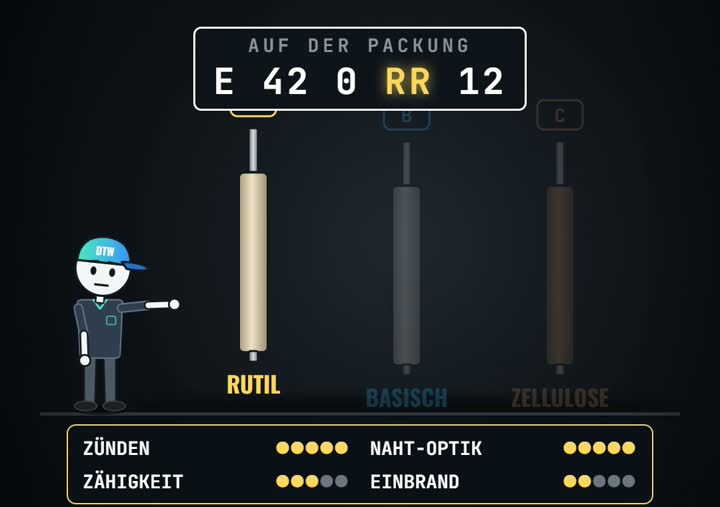 AUF DER PACKUNG
E 42 0 RR 12
B
C
DTW
RUTIL
BASISCH
ZELLULOSE
ZÜNDEN
NAHT-OPTIK
ZÄHIGKEIT
EINBRAND